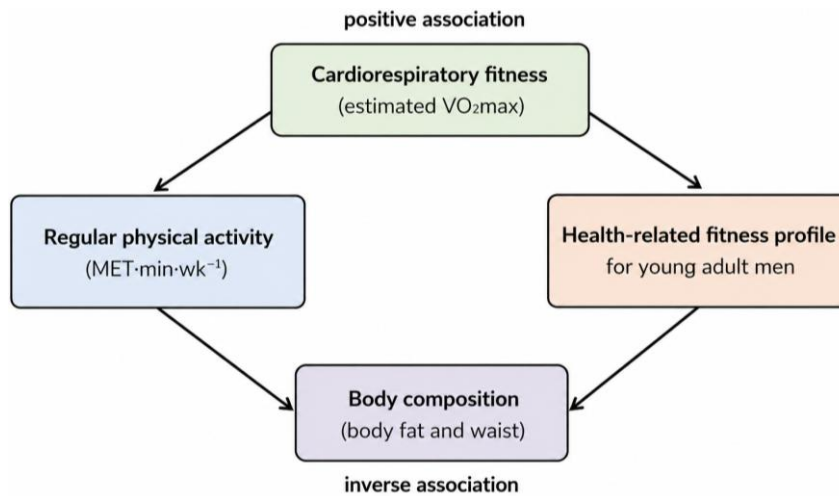 positive association
Cardiorespiratory fitness
(estimated VO₂max)
Regular physical activity
(MET·min·wk⁻¹)
Health-related fitness profile
for young adult men
Body composition
(body fat and waist)
inverse association